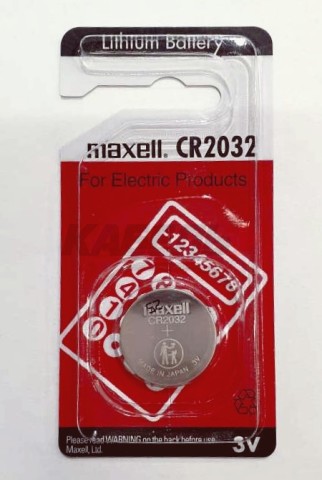 Lithium Battery
maxell. CR2032
For Electric Products
-12345678
maxell
CR2032
+
MADE IN JAPAN 3V
Please read WARNING on the back before use.
Maxell, Ltd.
3V